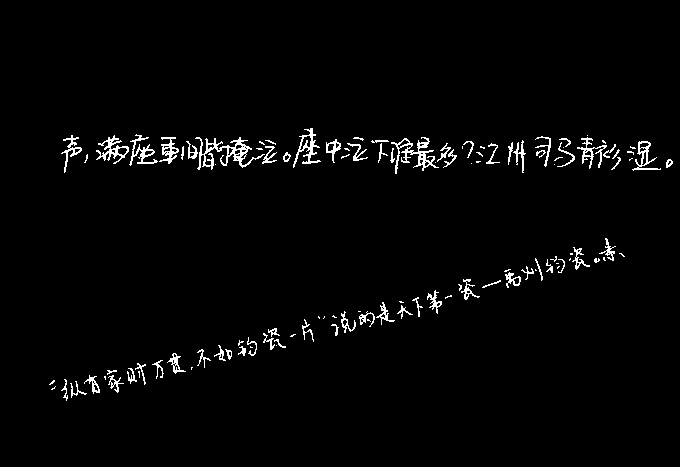 声,满座重闻皆掩泣。座中泣下谁最多?江州司马青衫湿。
“纵有家财万贯,不如钧瓷一片”说的是天下第一瓷—禹州钧瓷。素、